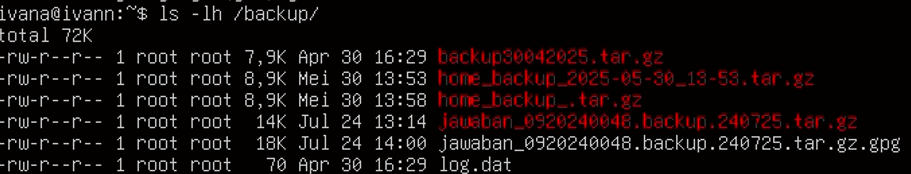 ivana@ivann:~$ ls -lh /backup/
total 72K
-rw-r--r-- 1 root root 7,9K Apr 30 16:29 backup30042025.tar.gz
-rw-r--r-- 1 root root 8,9K Mei 30 13:53 home_backup_2025-05-30_13-53.tar.gz
-rw-r--r-- 1 root root 8,9K Mei 30 13:58 home_backup_.tar.gz
-rw-r--r-- 1 root root  14K Jul 24 13:14 jawaban_0920240048.backup.240725.tar.gz
-rw-r--r-- 1 root root  18K Jul 24 14:00 jawaban_0920240048.backup.240725.tar.gz.gpg
-rw-r--r-- 1 root root   70 Apr 30 16:29 log.dat